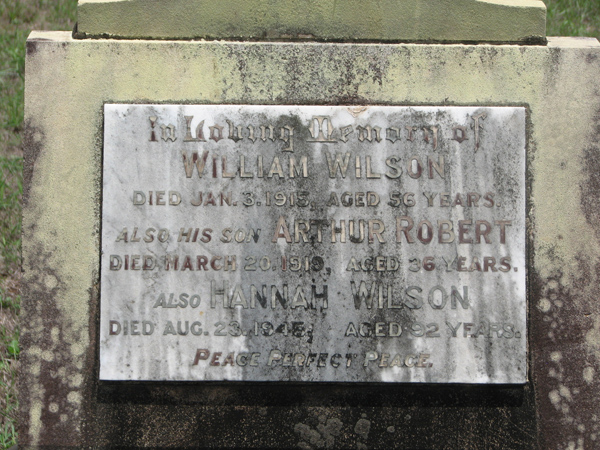 In Loving Memory of
WILLIAM WILSON
DIED JAN. 3. 1915, AGED 56 YEARS.
ALSO HIS SON ARTHUR ROBERT
DIED MARCH 20. 1919, AGED 36 YEARS.
ALSO HANNAH WILSON
DIED AUG. 23. 1945, AGED 92 YEARS.
PEACE PERFECT PEACE.